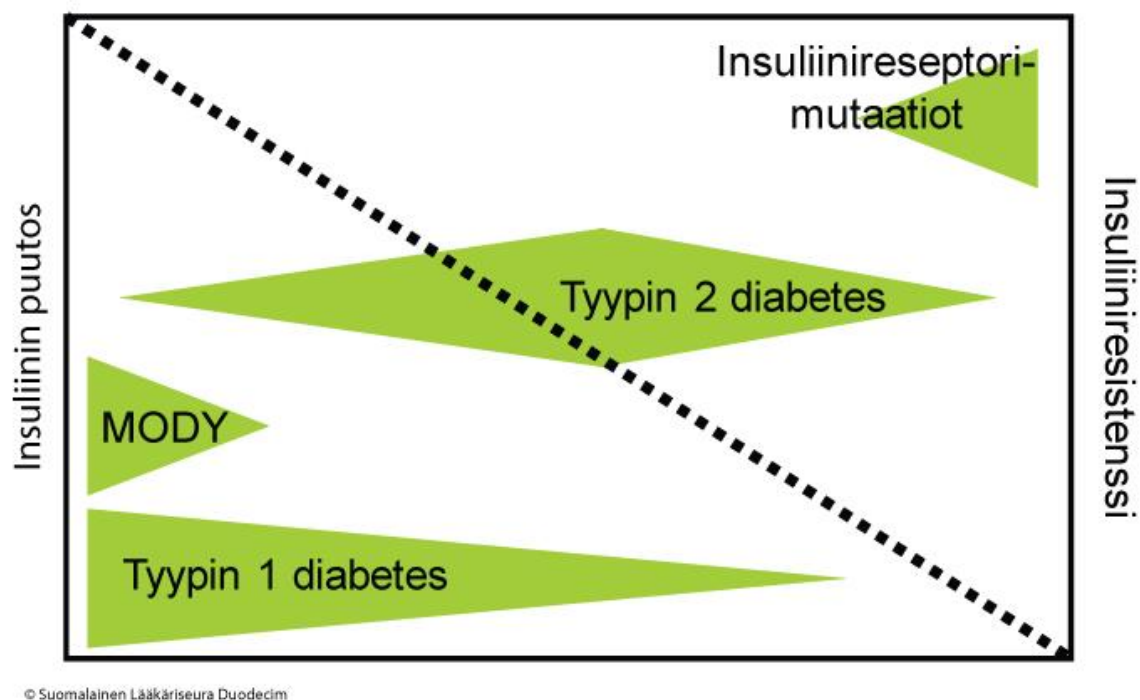 Insuliinireseptori-
mutaatiot
Insuliinin puutos
Insuliiniresistenssi
Tyypin 2 diabetes
MODY
Tyypin 1 diabetes
© Suomalainen Lääkäriseura Duodecim